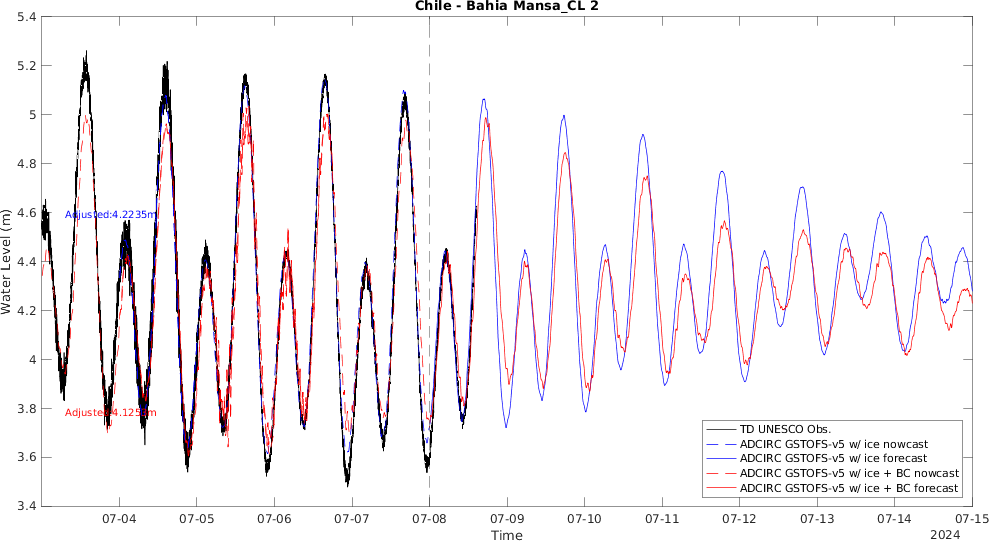 Chile - Bahia Mansa_CL 2
5.4
5.2
5
4.8
4.6
4.4
4.2
4
3.8
3.6
3.4
Water Level (m)
Adjusted:4.2235m
TD UNESCO Obs.
ADCIRC GSTOFS-v5 w/ ice nowcast
ADCIRC GSTOFS-v5 w/ ice forecast
ADCIRC GSTOFS-v5 w/ ice + BC nowcast
ADCIRC GSTOFS-v5 w/ ice + BC forecast
07-04 07-05 07-06 07-07 07-08 07-09 07-10 07-11 07-12 07-13 07-14 07-15
Time
2024